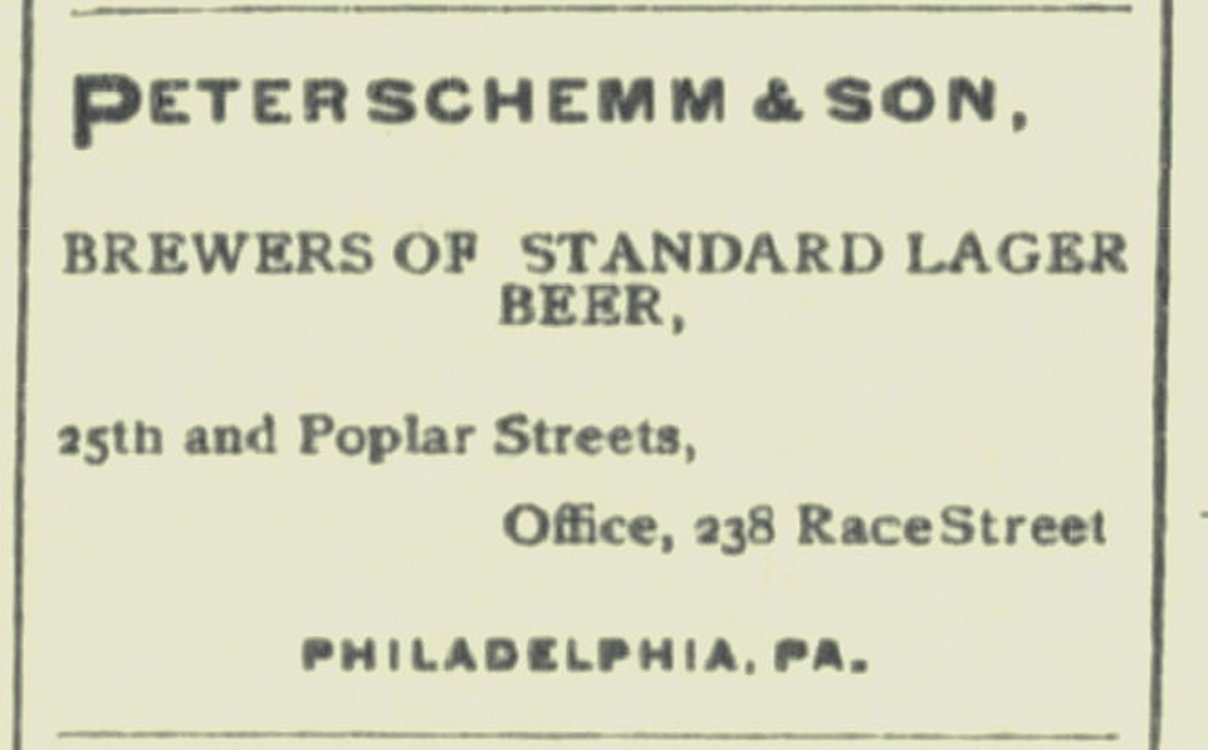 PETER SCHEMM & SON,
BREWERS OF STANDARD LAGER
BEER,
25th and Poplar Streets,
Office, 238 Race Street
PHILADELPHIA, PA.